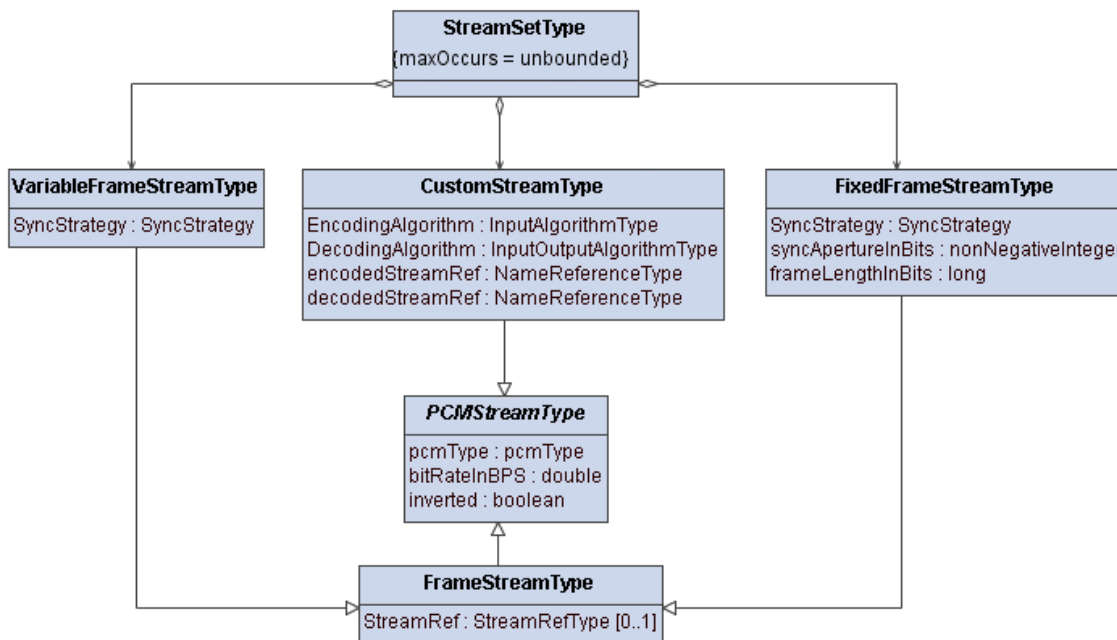 StreamSetType
{maxOccurs = unbounded}
VariableFrameStreamType
SyncStrategy : SyncStrategy
CustomStreamType
EncodingAlgorithm : InputAlgorithmType
DecodingAlgorithm : InputOutputAlgorithmType
encodedStreamRef : NameReferenceType
decodedStreamRef : NameReferenceType
FixedFrameStreamType
SyncStrategy : SyncStrategy
syncApertureInBits : nonNegativeIntege
frameLengthInBits : long
PCMStreamType
pcmType : pcmType
bitRateInBPS : double
inverted : boolean
FrameStreamType
StreamRef : StreamRefType [0..1]